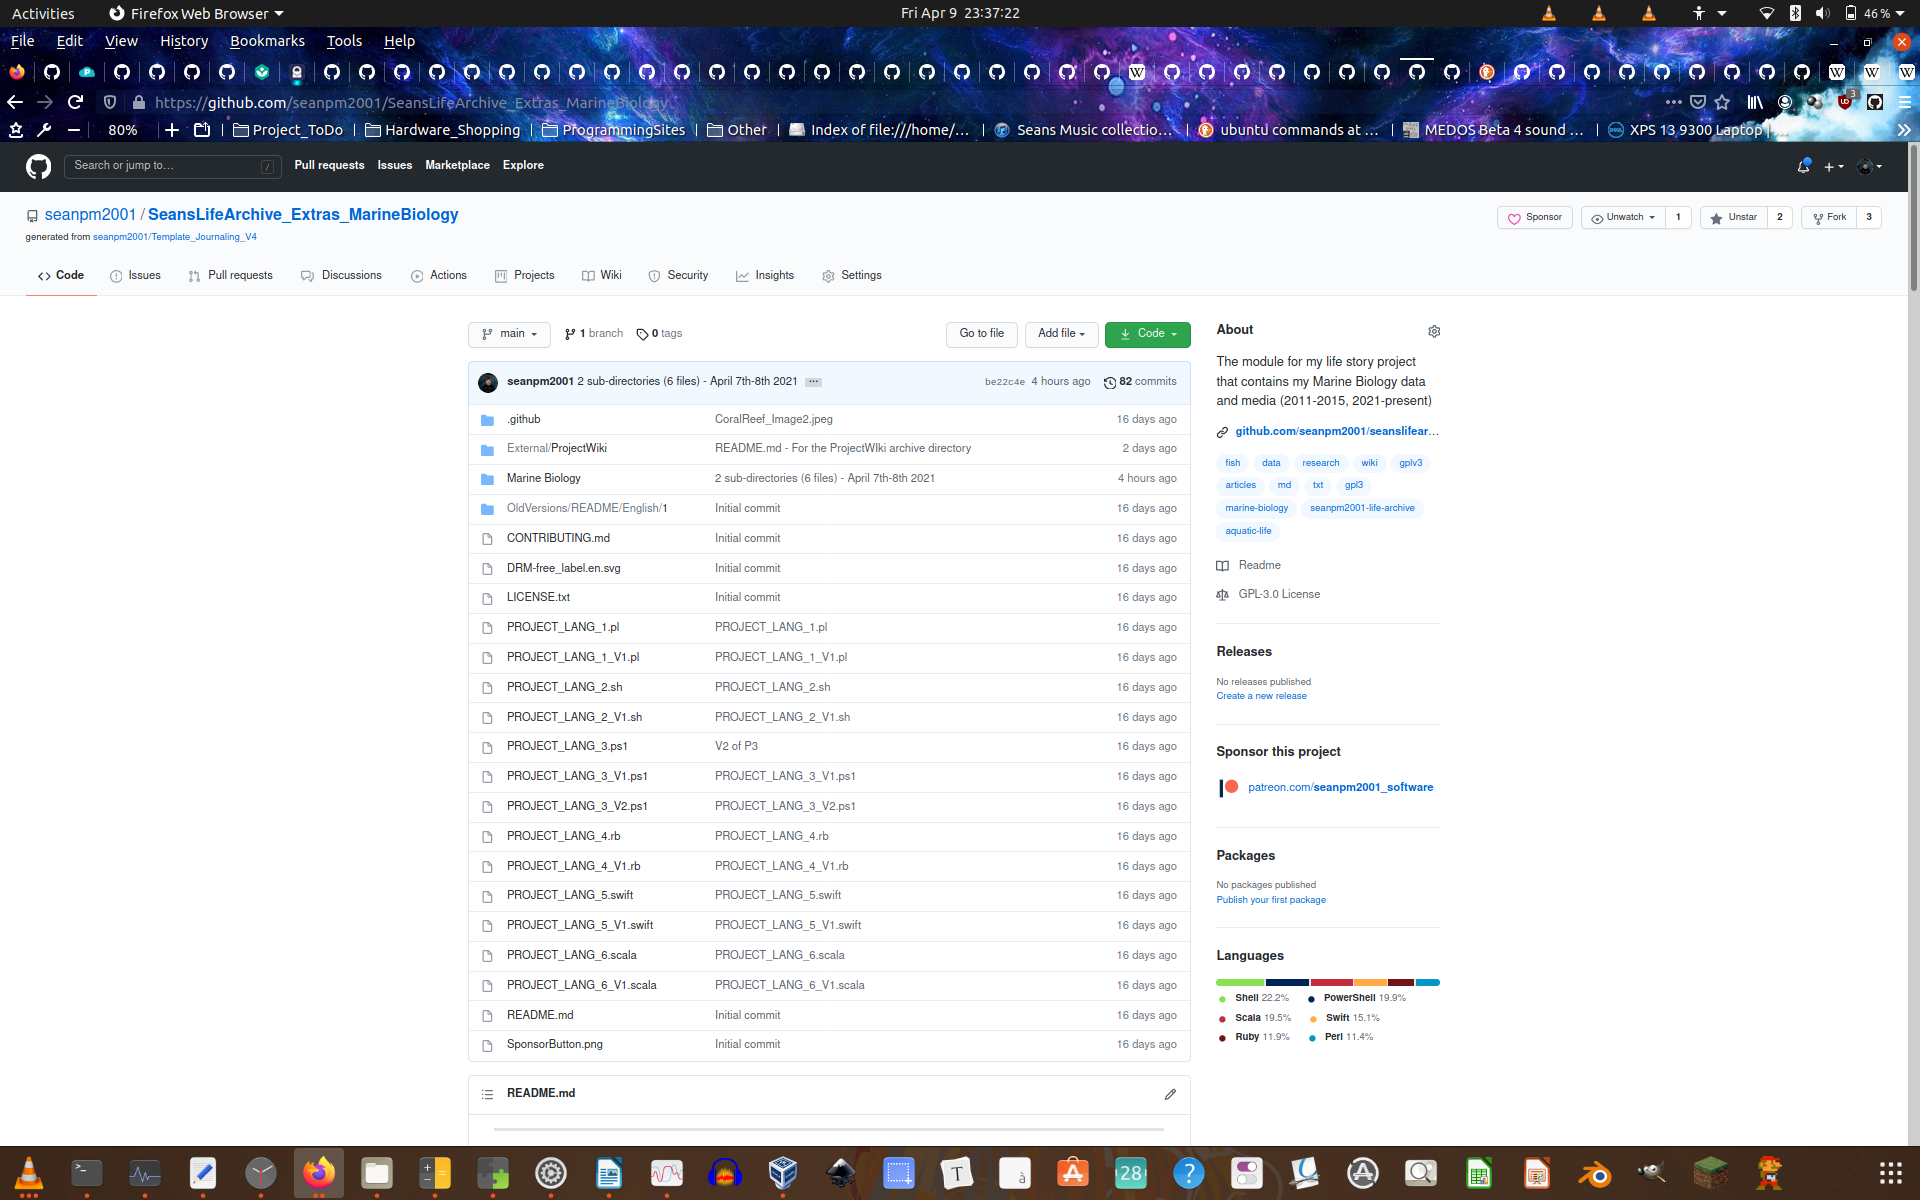 Activities Firefox Web Browser Fri Apr 9 23:37:22 46 %
File Edit View History Bookmarks Tools Help
https://github.com/seanpm2001/SeansLifeArchive_Extras_MarineBiology 3
80% Project_ToDo Hardware_Shopping ProgrammingSites Other Index of file:///home/... Seans Music collectio... ubuntu commands at ... MEDOS Beta 4 sound ... XPS 13 9300 Laptop | ...
Search or jump to... / Pull requests Issues Marketplace Explore
seanpm2001 / SeansLifeArchive_Extras_MarineBiology Sponsor Unwatch 1 Unstar 2 Fork 3
generated from seanpm2001/Template_Journaling_V4
Code Issues Pull requests Discussions Actions Projects Wiki Security Insights Settings
main 1 branch 0 tags Go to file Add file Code
seanpm2001 2 sub-directories (6 files) - April 7th-8th 2021 ... be22c4e 4 hours ago 82 commits
.github CoralReef_Image2.jpeg 16 days ago
External/ProjectWiki README.md - For the ProjectWIki archive directory 2 days ago
Marine Biology 2 sub-directories (6 files) - April 7th-8th 2021 4 hours ago
OldVersions/README/English/1 Initial commit 16 days ago
CONTRIBUTING.md Initial commit 16 days ago
DRM-free_label.en.svg Initial commit 16 days ago
LICENSE.txt Initial commit 16 days ago
PROJECT_LANG_1.pl PROJECT_LANG_1.pl 16 days ago
PROJECT_LANG_1_V1.pl PROJECT_LANG_1_V1.pl 16 days ago
PROJECT_LANG_2.sh PROJECT_LANG_2.sh 16 days ago
PROJECT_LANG_2_V1.sh PROJECT_LANG_2_V1.sh 16 days ago
PROJECT_LANG_3.ps1 V2 of P3 16 days ago
PROJECT_LANG_3_V1.ps1 PROJECT_LANG_3_V1.ps1 16 days ago
PROJECT_LANG_3_V2.ps1 PROJECT_LANG_3_V2.ps1 16 days ago
PROJECT_LANG_4.rb PROJECT_LANG_4.rb 16 days ago
PROJECT_LANG_4_V1.rb PROJECT_LANG_4_V1.rb 16 days ago
PROJECT_LANG_5.swift PROJECT_LANG_5.swift 16 days ago
PROJECT_LANG_5_V1.swift PROJECT_LANG_5_V1.swift 16 days ago
PROJECT_LANG_6.scala PROJECT_LANG_6.scala 16 days ago
PROJECT_LANG_6_V1.scala PROJECT_LANG_6_V1.scala 16 days ago
README.md Initial commit 16 days ago
SponsorButton.png Initial commit 16 days ago
README.md
About
The module for my life story project
that contains my Marine Biology data
and media (2011-2015, 2021-present)
github.com/seanpm2001/seanslifear...
fish data research wiki gplv3
articles md txt gpl3
marine-biology seanpm2001-life-archive
aquatic-life
Readme
GPL-3.0 License
Releases
No releases published
Create a new release
Sponsor this project
patreon.com/seanpm2001_software
Packages
No packages published
Publish your first package
Languages
Shell 22.2% PowerShell 19.9%
Scala 19.5% Swift 15.1%
Ruby 11.9% Perl 11.4%